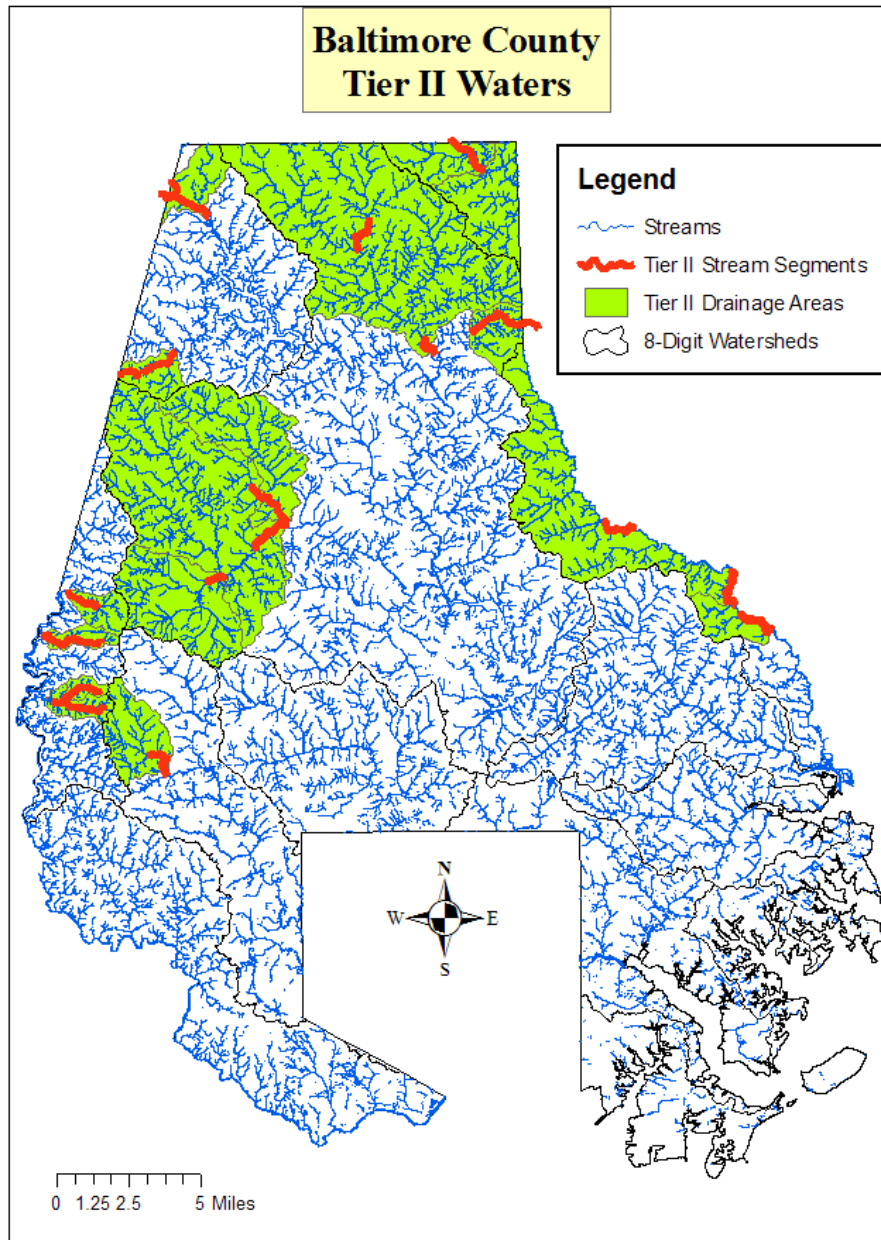 Baltimore County
Tier II Waters
Legend
Streams
Tier II Stream Segments
Tier II Drainage Areas
8-Digit Watersheds
N
W E
S
0 1.25 2.5 5 Miles